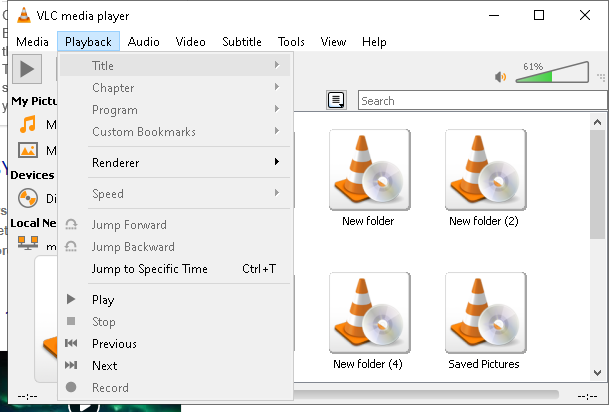 VLC media player
Media Playback Audio Video Subtitle Tools View Help
Title
Chapter
Program
Custom Bookmarks
Renderer
Speed
Jump Forward
Jump Backward
Jump to Specific Time Ctrl+T
Play
Stop
Previous
Next
Record
61%
Search
My Pictu
M
M
Devices
Di
Local Ne
m
New folder
New folder (2)
New folder (4)
Saved Pictures
--:--
--:--